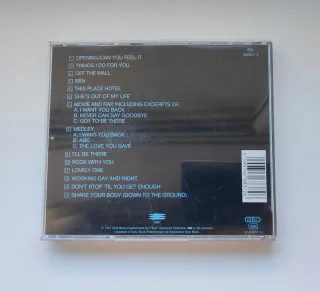 OPENING/CAN YOU FEEL IT
THINGS I DO FOR YOU
OFF THE WALL
BEN
THIS PLACE HOTEL
SHE'S OUT OF MY LIFE
MOVIE AND RAP INCLUDING EXCERPTS OF:
A. I WANT YOU BACK
B. NEVER CAN SAY GOODBYE
C. GOT TO BE THERE
MEDLEY:
A. I WANT YOU BACK
B. ABC
C. THE LOVE YOU SAVE
I'LL BE THERE
ROCK WITH YOU
LOVELY ONE
WORKING DAY AND NIGHT
DON'T STOP 'TIL YOU GET ENOUGH
SHAKE YOUR BODY (DOWN TO THE GROUND)
epic